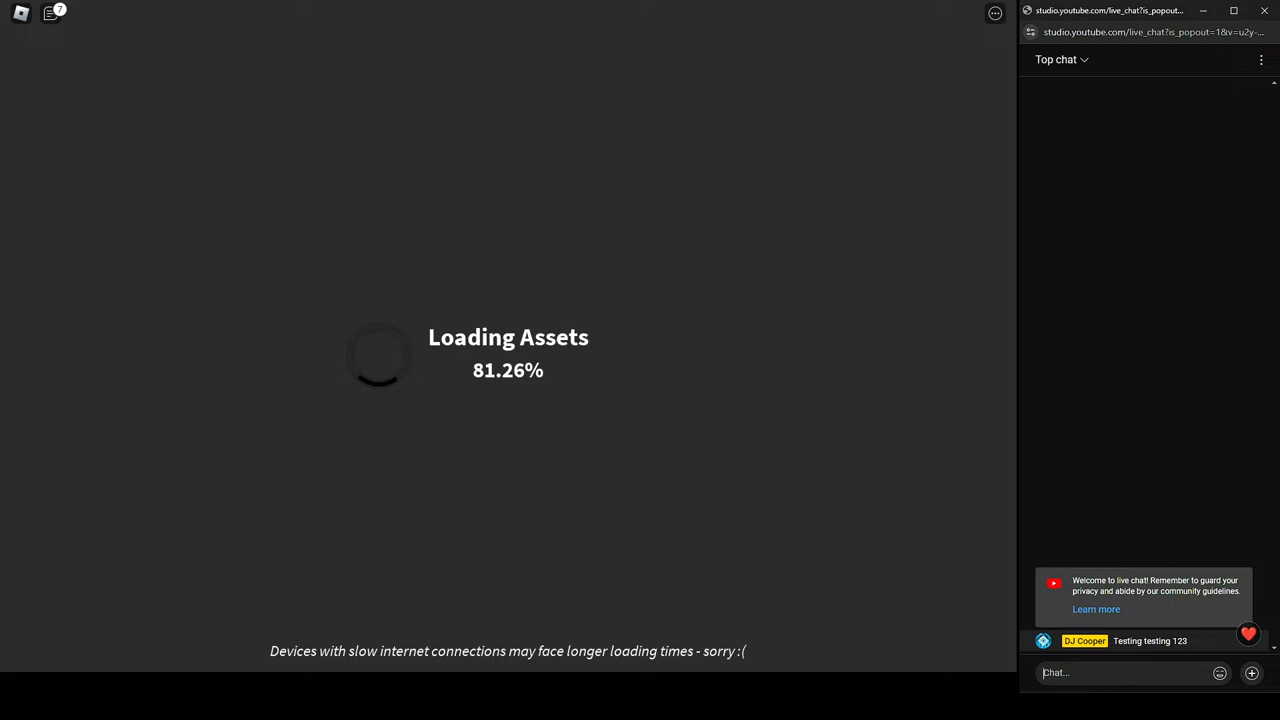 7
Loading Assets
81.26%
Devices with slow internet connections may face longer loading times - sorry :(
studio.youtube.com/live_chat?is_popout...
studio.youtube.com/live_chat?is_popout=1&v=u2y-...
Top chat
Welcome to live chat! Remember to guard your
privacy and abide by our community guidelines.
Learn more
DJ Cooper Testing testing 123
Chat...